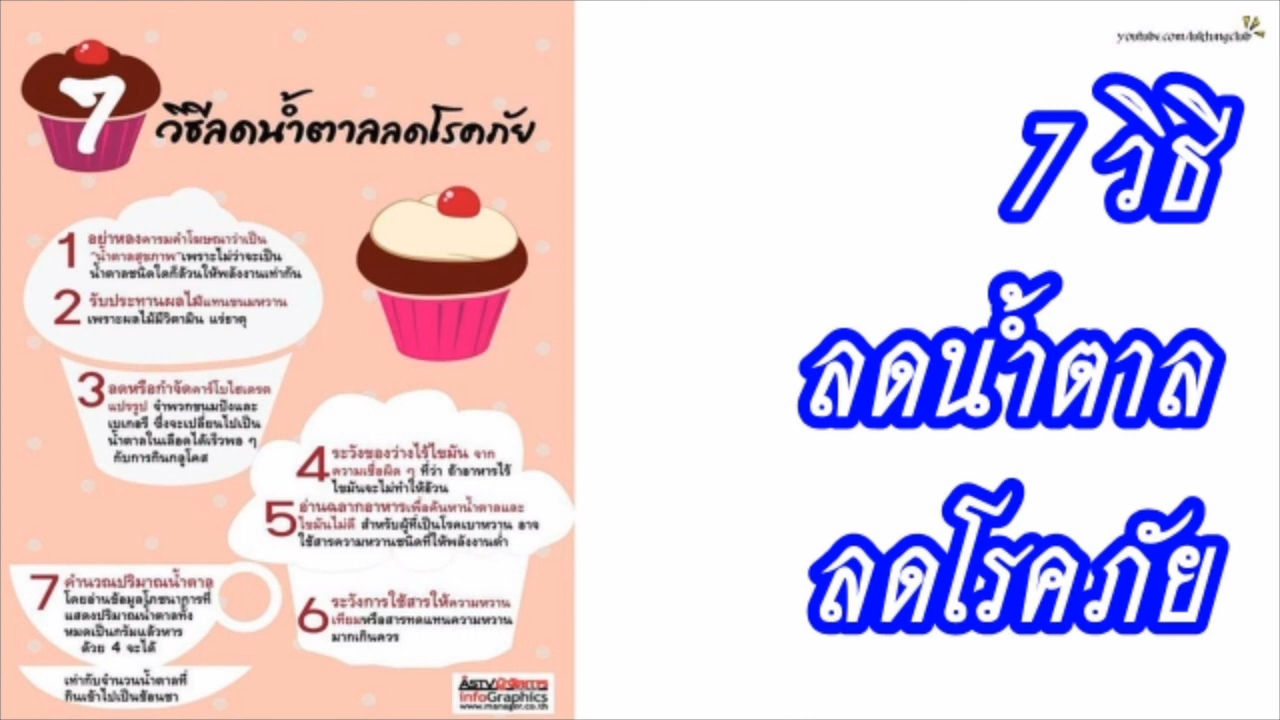 7 วิธีลดน้ำตาลลดโรคภัย
1 อย่าหลงคารมคำโฆษณาว่าเป็น
"น้ำตาลสุขภาพ"เพราะไม่ว่าจะเป็น
น้ำตาลชนิดใดก็ล้วนให้พลังงานเท่ากัน
2 รับประทานผลไม้แทนขนมหวาน
เพราะผลไม้มีวิตามิน แร่ธาตุ
3 ลดหรือกำจัดคาร์โบไฮเดรต
แปรรูป จำพวกขนมปังและ
เบเกอรี ซึ่งจะเปลี่ยนไปเป็น
น้ำตาลในเลือดได้เร็วพอ ๆ
กับการกินกลูโคส
4 ระวังของว่างไร้ไขมัน จาก
ความเชื่อผิด ๆ ที่ว่า ถ้าอาหารไร้
ไขมันจะไม่ทำให้อ้วน
5 อ่านฉลากอาหารเพื่อค้นหาน้ำตาลและ
ไขมันไม่ดี สำหรับผู้ที่เป็นโรคเบาหวาน อาจ
ใช้สารความหวานชนิดที่ให้พลังงานต่ำ
6 ระวังการใช้สารให้ความหวาน
เทียมหรือสารทดแทนความหวาน
มากเกินควร
7 คำนวณปริมาณน้ำตาล
โดยอ่านข้อมูลโภชนาการที่
แสดงปริมาณน้ำตาลทั้ง
หมดเป็นกรัมแล้วหาร
ด้วย 4 จะได้
เท่ากับจำนวนน้ำตาลที่
กินเข้าไปเป็นช้อนชา
ASTVผู้จัดการ
infoGraphics
www.manager.co.th
youtube.com/luktungclub
7 วิธี
ลดน้ำตาล
ลดโรคภัย